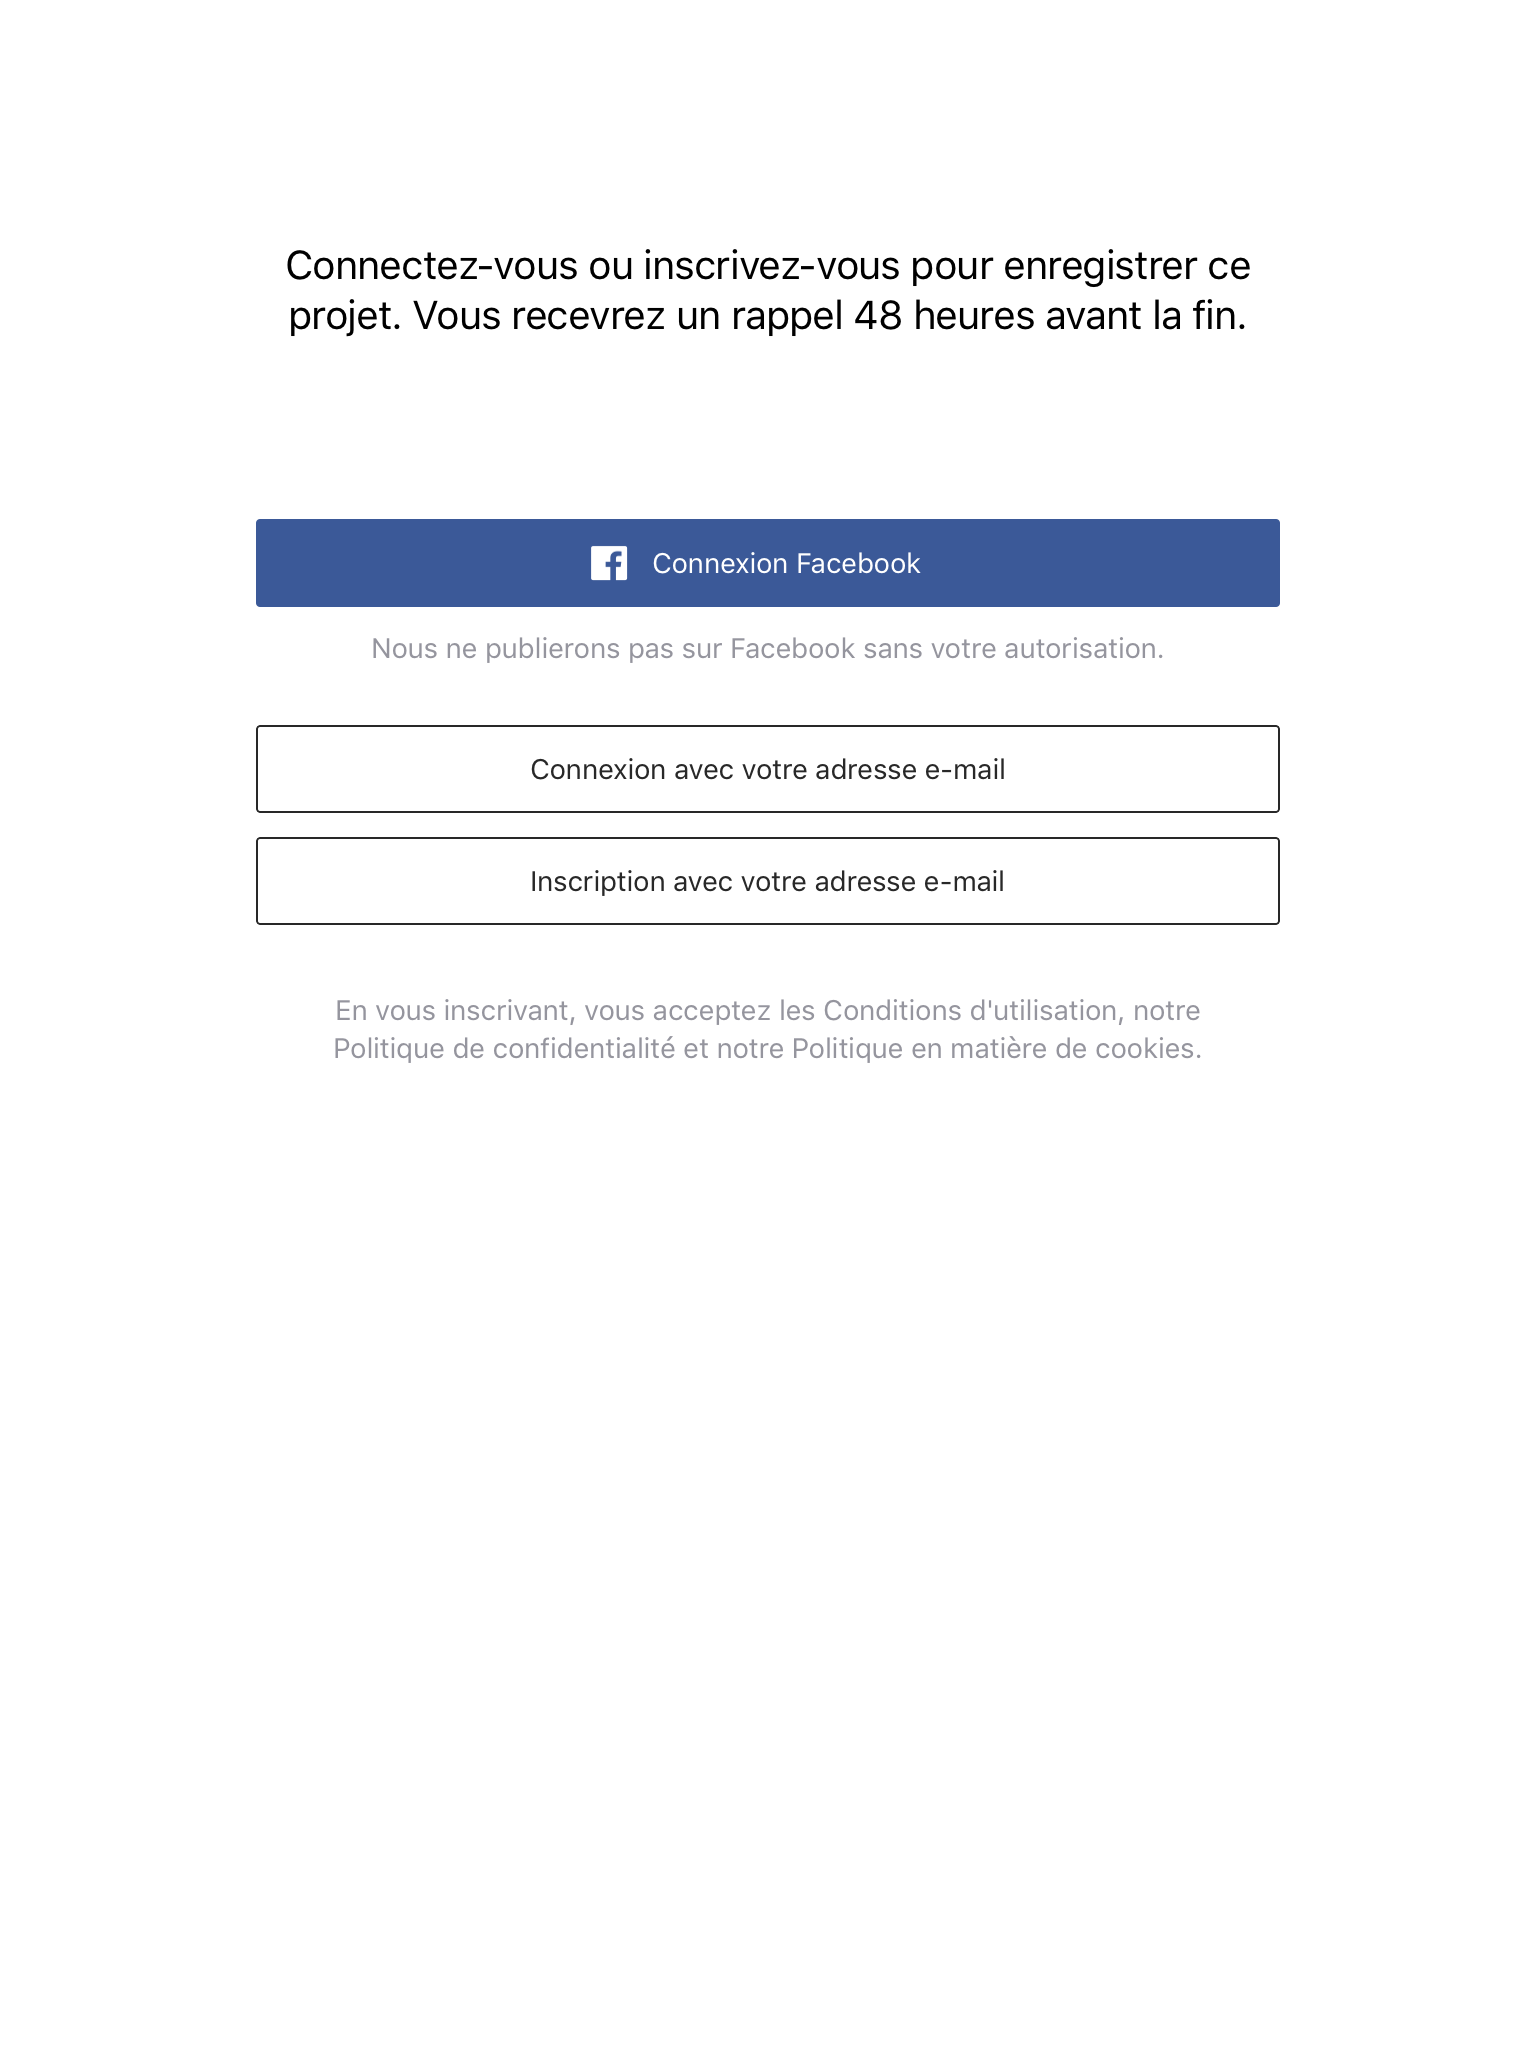 Connectez-vous ou inscrivez-vous pour enregistrer ce
projet. Vous recevrez un rappel 48 heures avant la fin.
Connexion Facebook
Nous ne publierons pas sur Facebook sans votre autorisation.
Connexion avec votre adresse e-mail
Inscription avec votre adresse e-mail
En vous inscrivant, vous acceptez les Conditions d'utilisation, notre
Politique de confidentialité et notre Politique en matière de cookies.